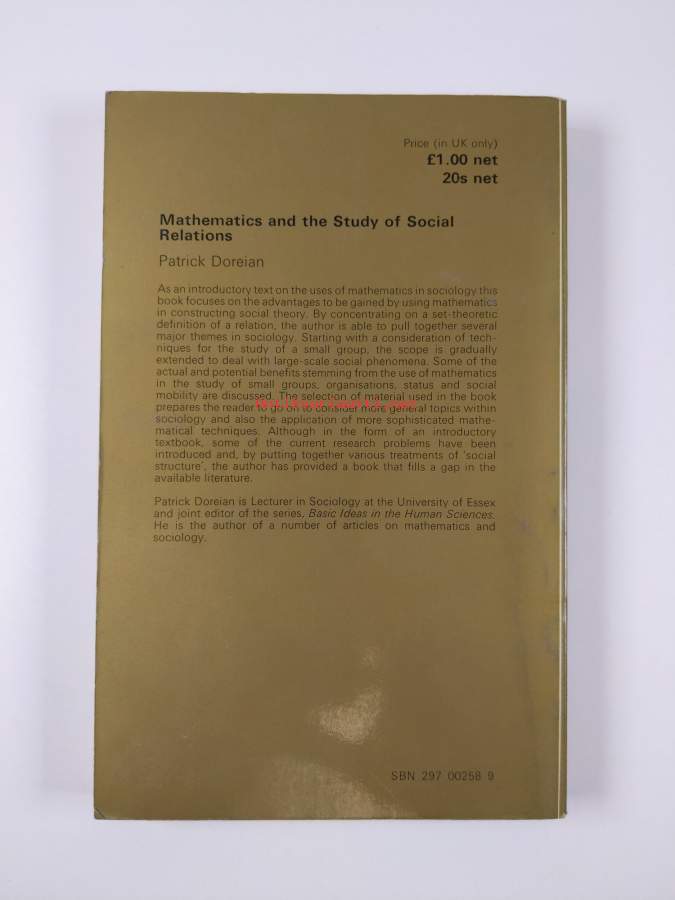 Price (in UK only)
£1.00 net
20s net
Mathematics and the Study of Social
Relations
Patrick Doreian
As an introductory text on the uses of mathematics in sociology this
book focuses on the advantages to be gained by using mathematics
in constructing social theory. By concentrating on a set-theoretic
definition of a relation, the author is able to pull together several
major themes in sociology. Starting with a consideration of tech-
niques for the study of a small group, the scope is gradually
extended to deal with large-scale social phenomena. Some of the
actual and potential benefits stemming from the use of mathematics
in the study of small groups, organisations, status and social
mobility are discussed. The selection of material used in the book
prepares the reader to go on to consider more general topics within
sociology and also the application of more sophisticated mathe-
matical techniques. Although in the form of an introductory
textbook, some of the current research problems have been
introduced and, by putting together various treatments of 'social
structure', the author has provided a book that fills a gap in the
available literature.
Patrick Doreian is Lecturer in Sociology at the University of Essex
and joint editor of the series, Basic Ideas in the Human Sciences.
He is the author of a number of articles on mathematics and
sociology.
SBN 297 00258 9